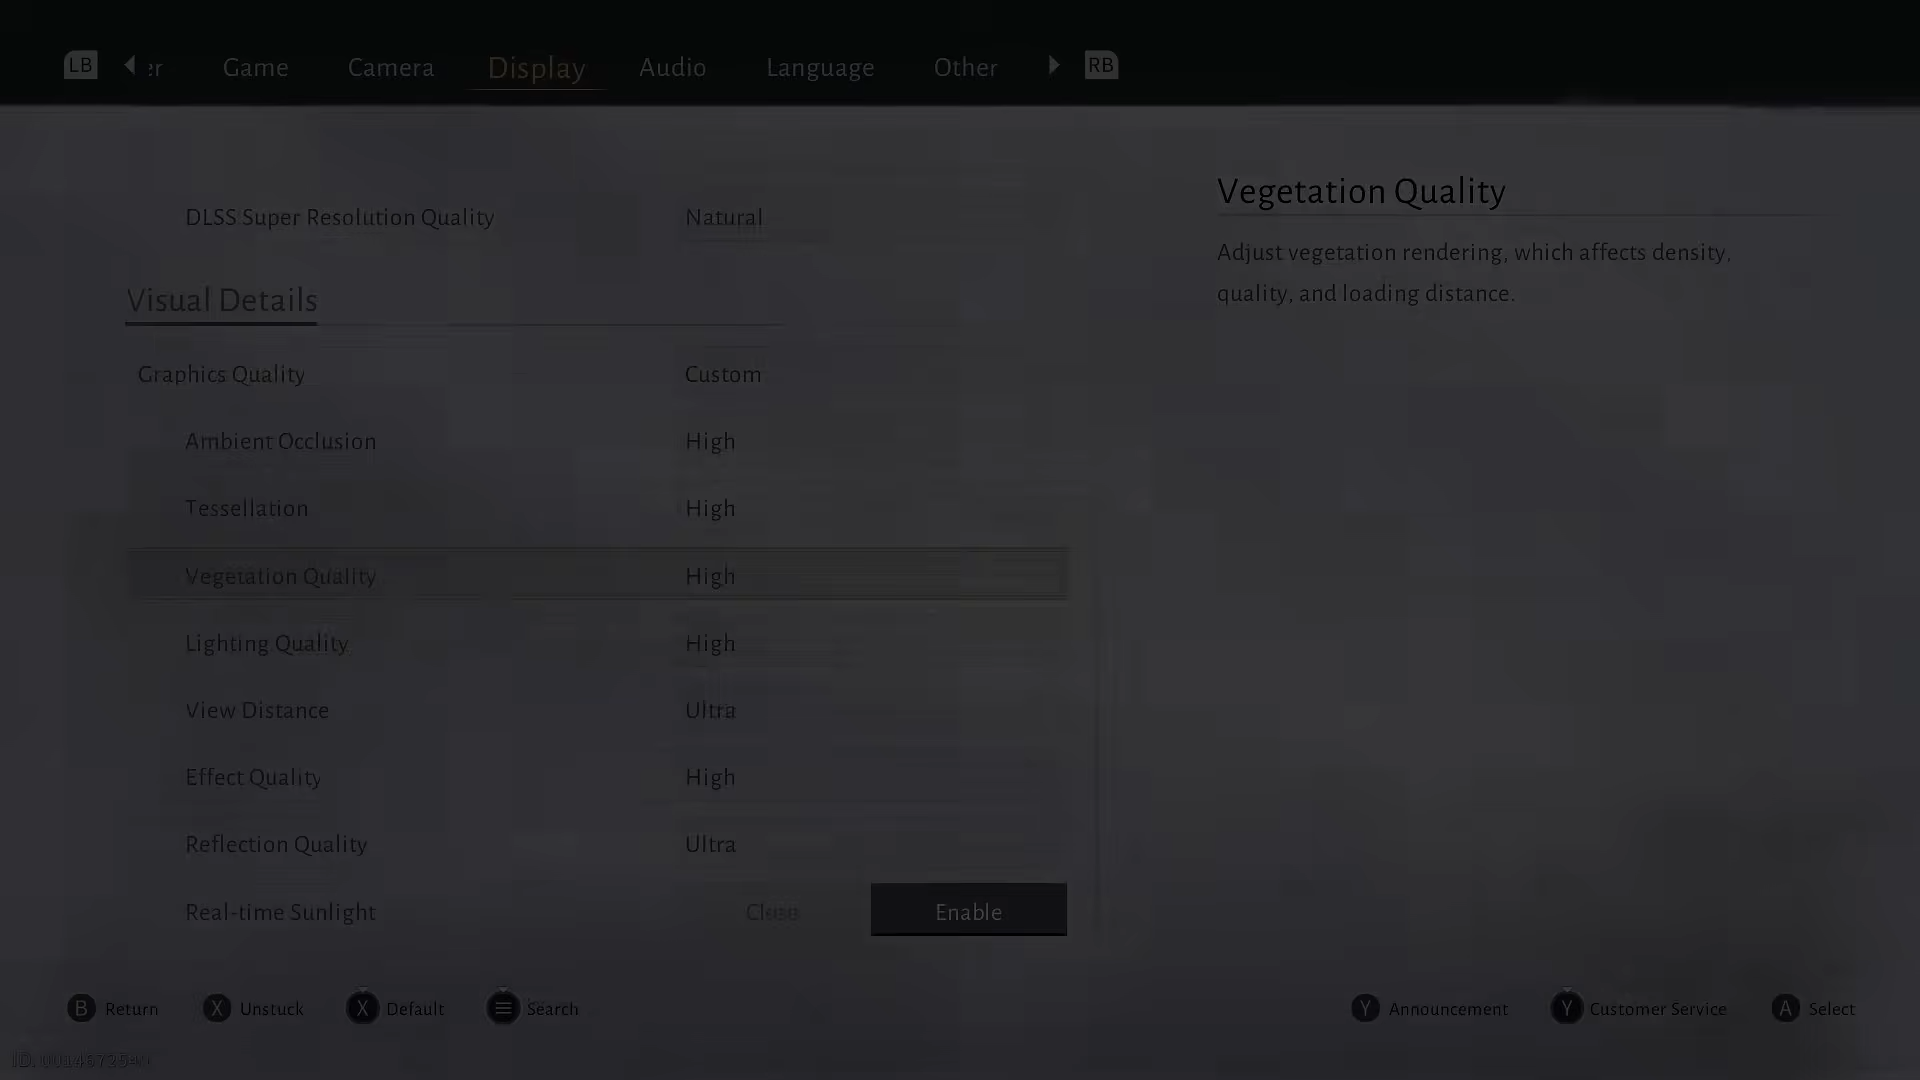 LB er Game Camera Display Audio Language Other RB
DLSS Super Resolution Quality Natural
Visual Details
Graphics Quality Custom
Ambient Occlusion High
Tessellation High
Vegetation Quality High
Lighting Quality High
View Distance Ultra
Effect Quality High
Reflection Quality Ultra
Real-time Sunlight Close Enable
Vegetation Quality
Adjust vegetation rendering, which affects density,
quality, and loading distance.
B Return X Unstuck X Default Search Y Announcement Y Customer Service A Select